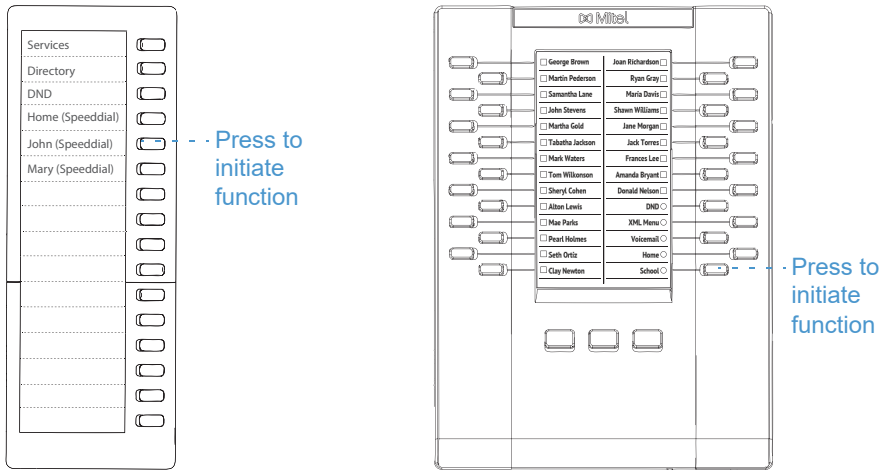 Services
Directory
DND
Home (Speeddial)
John (Speeddial)
Mary (Speeddial)
Press to
initiate
function
Mitel
George Brown Joan Richardson
Martin Pederson Ryan Gray
Samantha Lane Maria Davis
John Stevens Shawn Williams
Martha Gold Jane Morgan
Tabatha Jackson Jack Torres
Mark Waters Frances Lee
Tom Wilkonson Amanda Bryant
Sheryl Cohen Donald Nelson
Alton Lewis DND
Mae Parks XML Menu
Pearl Holmes Voicemail
Seth Ortiz Home
Clay Newton School
Press to
initiate
function